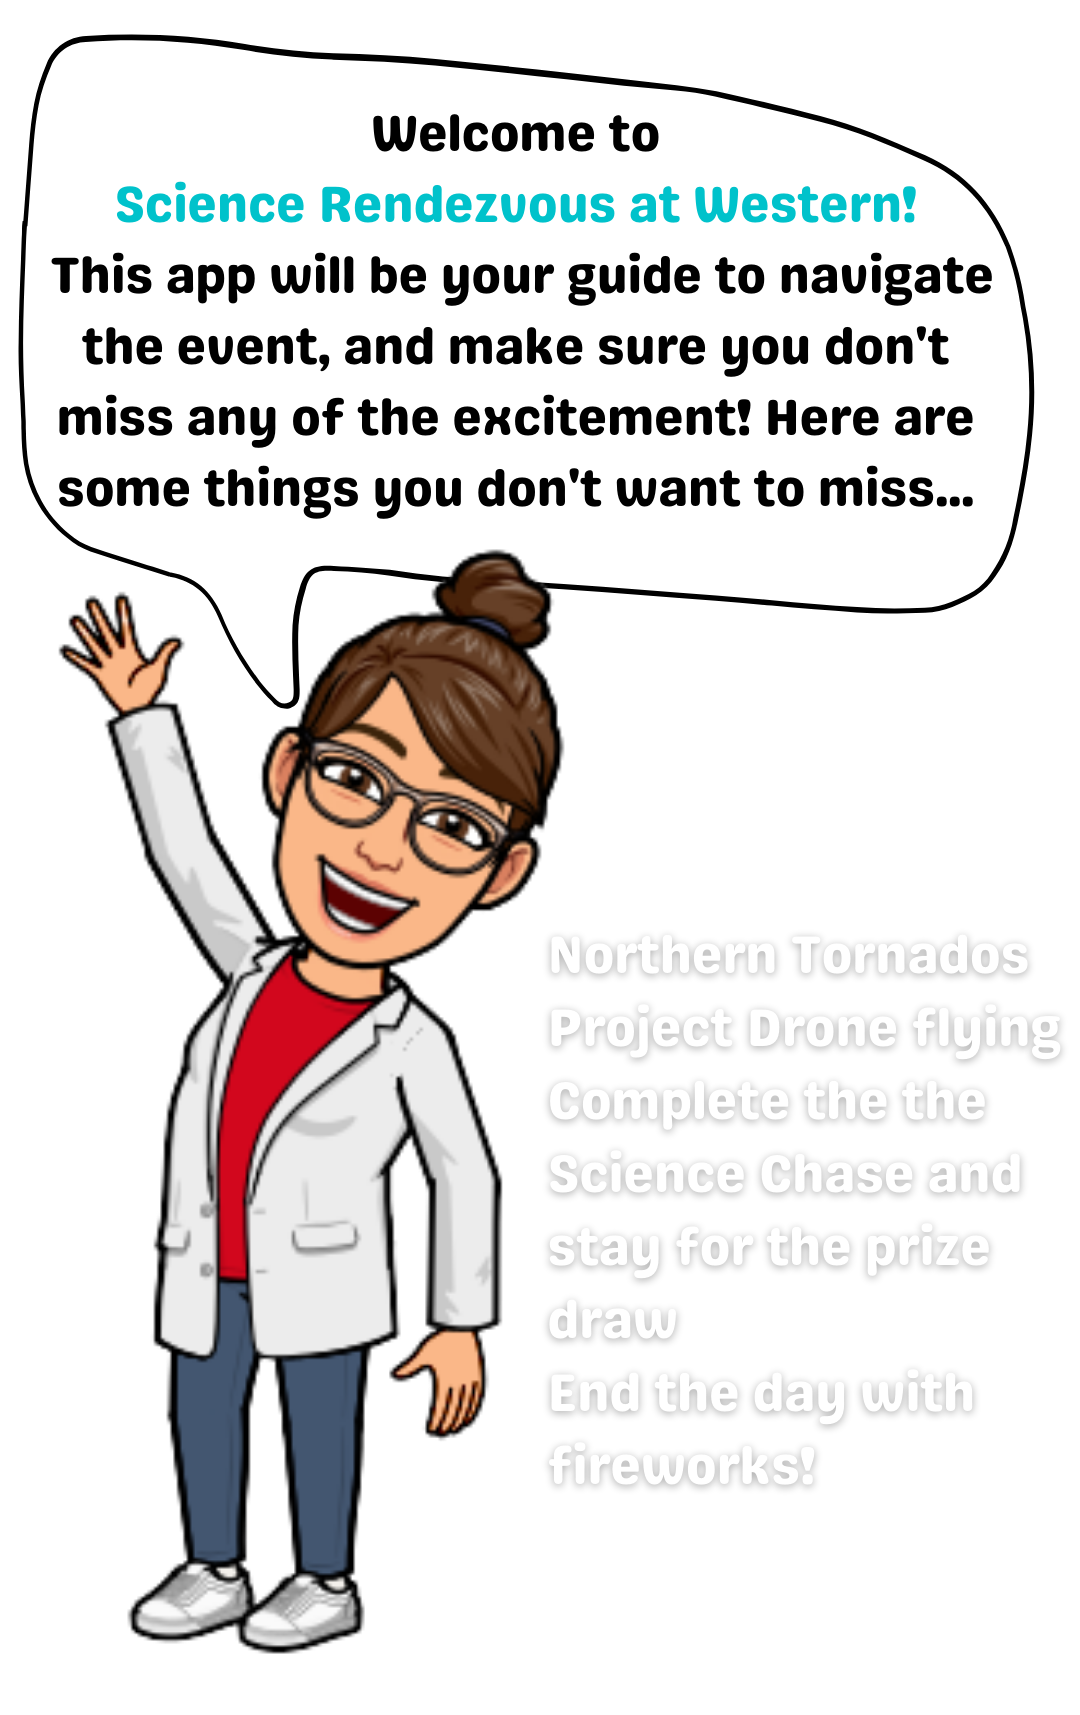 Welcome to
Science Rendezvous at Western!
This app will be your guide to navigate
the event, and make sure you don't
miss any of the excitement! Here are
some things you don't want to miss...
Northern Tornados
Project Drone flying
Complete the the
Science Chase and
stay for the prize
draw
End the day with
fireworks!